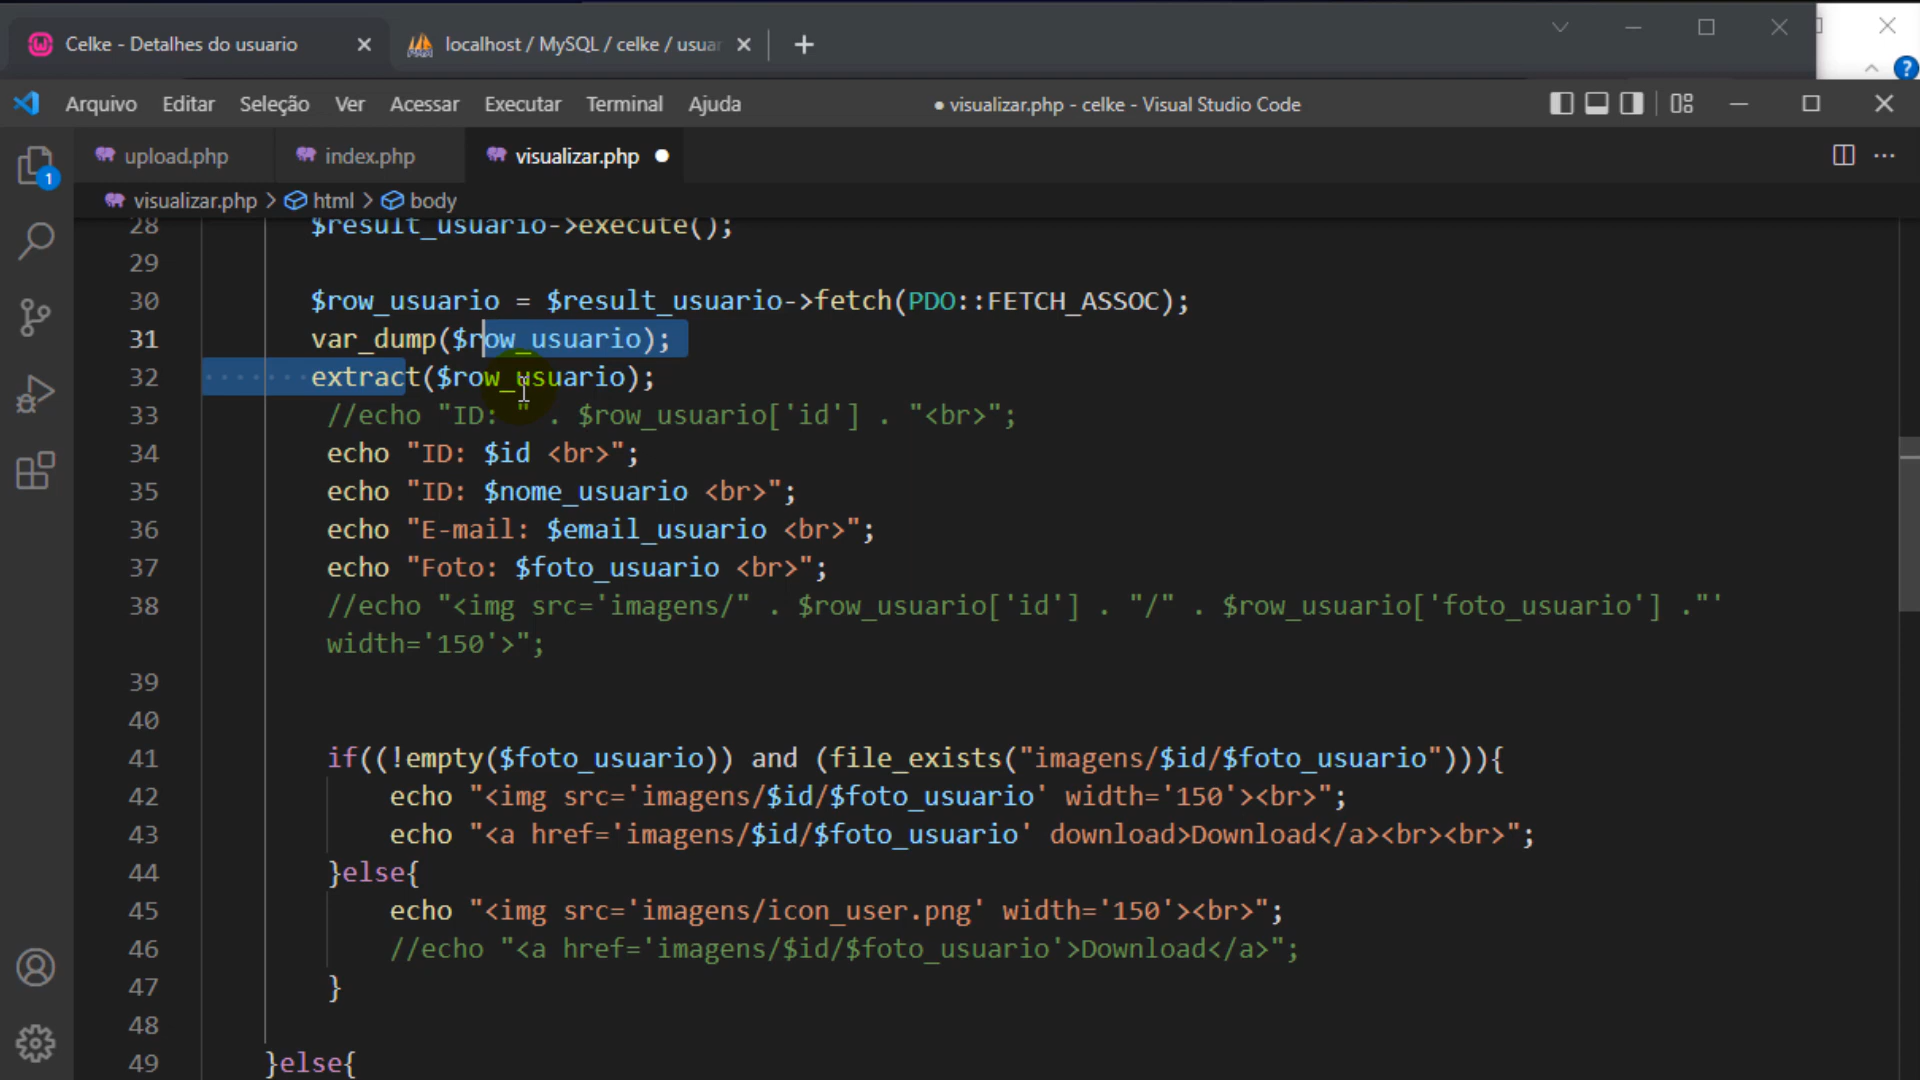 Celke - Detalhes do usuario
localhost / MySQL / celke / usuar
Arquivo Editar Seleção Ver Acessar Executar Terminal Ajuda
● visualizar.php - celke - Visual Studio Code
upload.php index.php visualizar.php
visualizar.php > html > body
28 $result_usuario->execute();
29
30 $row_usuario = $result_usuario->fetch(PDO::FETCH_ASSOC);
31 var_dump($row_usuario);
32 extract($row_usuario);
33 //echo "ID: " . $row_usuario['id'] . "<br>";
34 echo "ID: $id <br>";
35 echo "ID: $nome_usuario <br>";
36 echo "E-mail: $email_usuario <br>";
37 echo "Foto: $foto_usuario <br>";
38 //echo "<img src='imagens/" . $row_usuario['id'] . "/" . $row_usuario['foto_usuario'] ."'
width='150'>";
39
40
41 if((!empty($foto_usuario)) and (file_exists("imagens/$id/$foto_usuario"))){
42 echo "<img src='imagens/$id/$foto_usuario' width='150'><br>";
43 echo "<a href='imagens/$id/$foto_usuario' download>Download</a><br><br>";
44 }else{
45 echo "<img src='imagens/icon_user.png' width='150'><br>";
46 //echo "<a href='imagens/$id/$foto_usuario'>Download</a>";
47 }
48
49 }else{
1
?